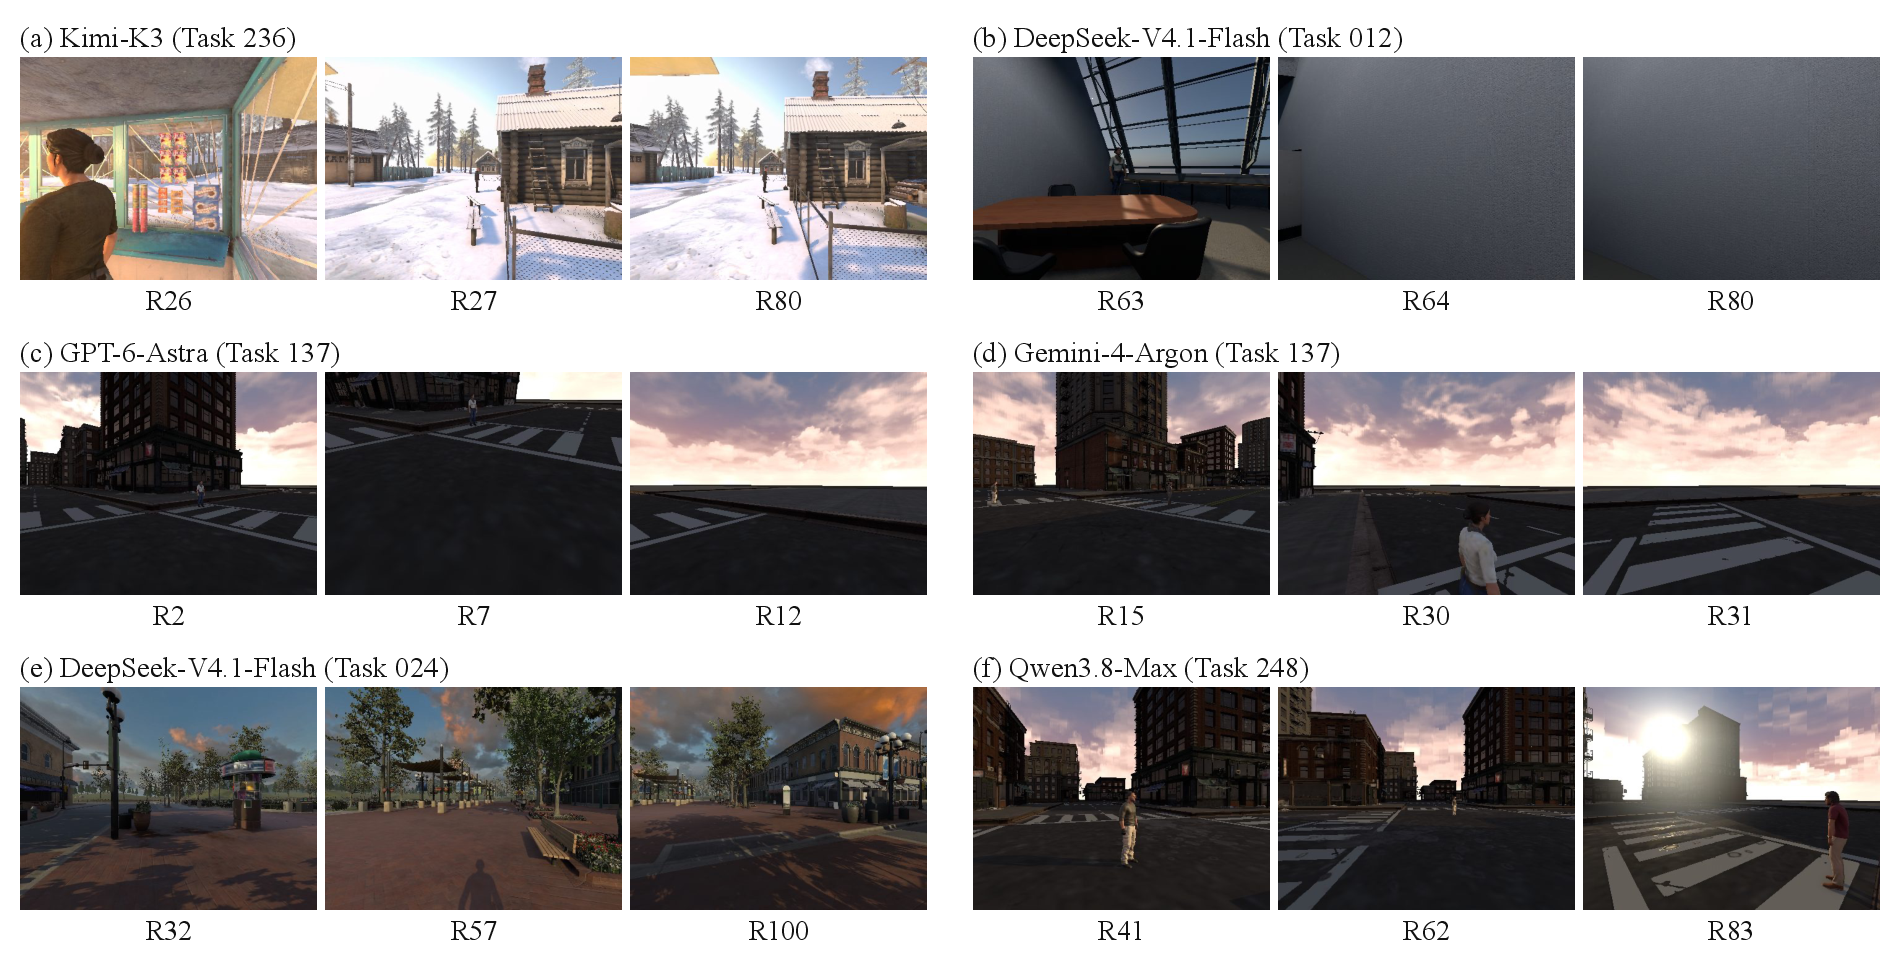 (a) Kimi-K3 (Task 236)
R26 R27 R80
(b) DeepSeek-V4.1-Flash (Task 012)
R63 R64 R80
(c) GPT-6-Astra (Task 137)
R2 R7 R12
(d) Gemini-4-Argon (Task 137)
R15 R30 R31
(e) DeepSeek-V4.1-Flash (Task 024)
R32 R57 R100
(f) Qwen3.8-Max (Task 248)
R41 R62 R83